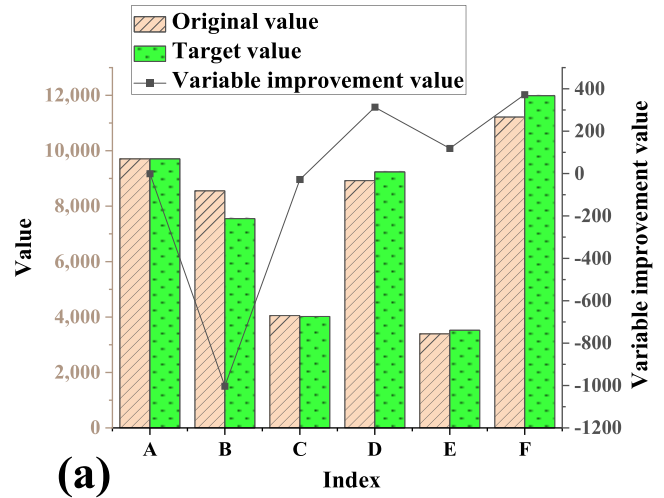 Original value
Target value
Variable improvement value
12,000
10,000
8,000
6,000
4,000
2,000
0
Value
400
200
0
-200
-400
-600
-800
-1000
-1200
Variable improvement value
A B C D E F
Index
(a)